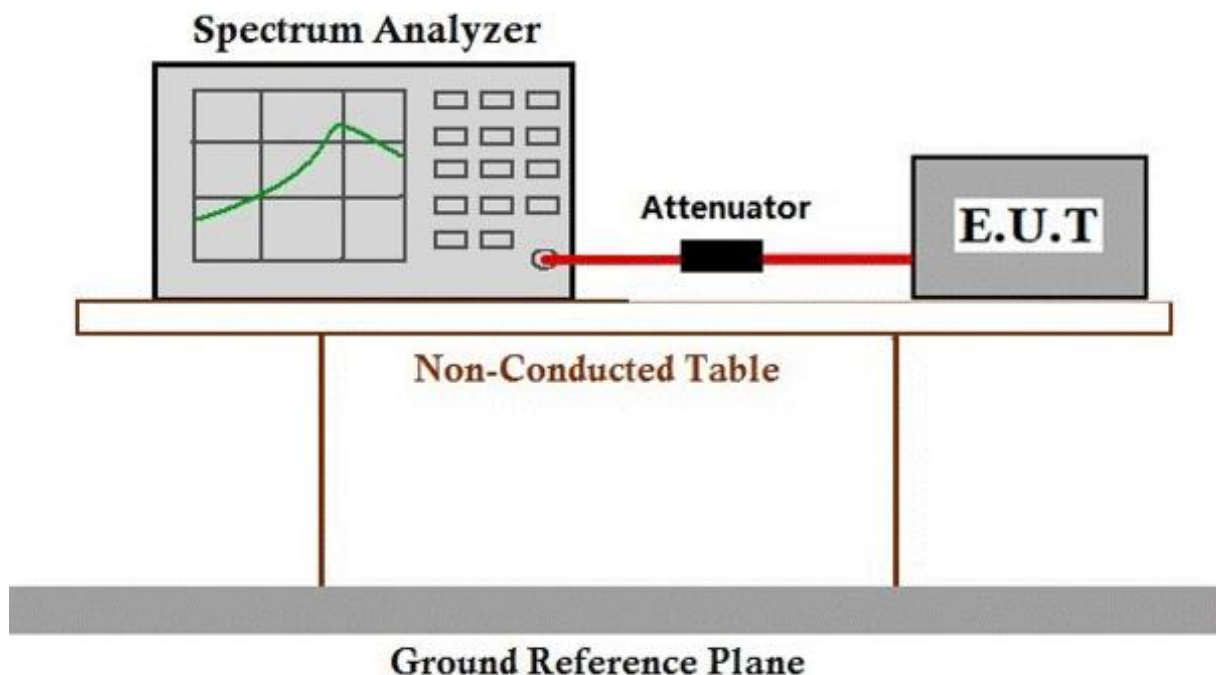 Spectrum Analyzer
Attenuator
E.U.T
Non-Conducted Table
Ground Reference Plane